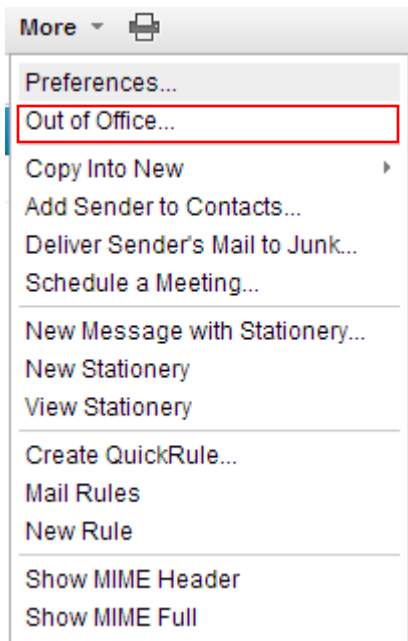 More
Preferences...
Out of Office...
Copy Into New
Add Sender to Contacts...
Deliver Sender's Mail to Junk...
Schedule a Meeting...
New Message with Stationery...
New Stationery
View Stationery
Create QuickRule...
Mail Rules
New Rule
Show MIME Header
Show MIME Full